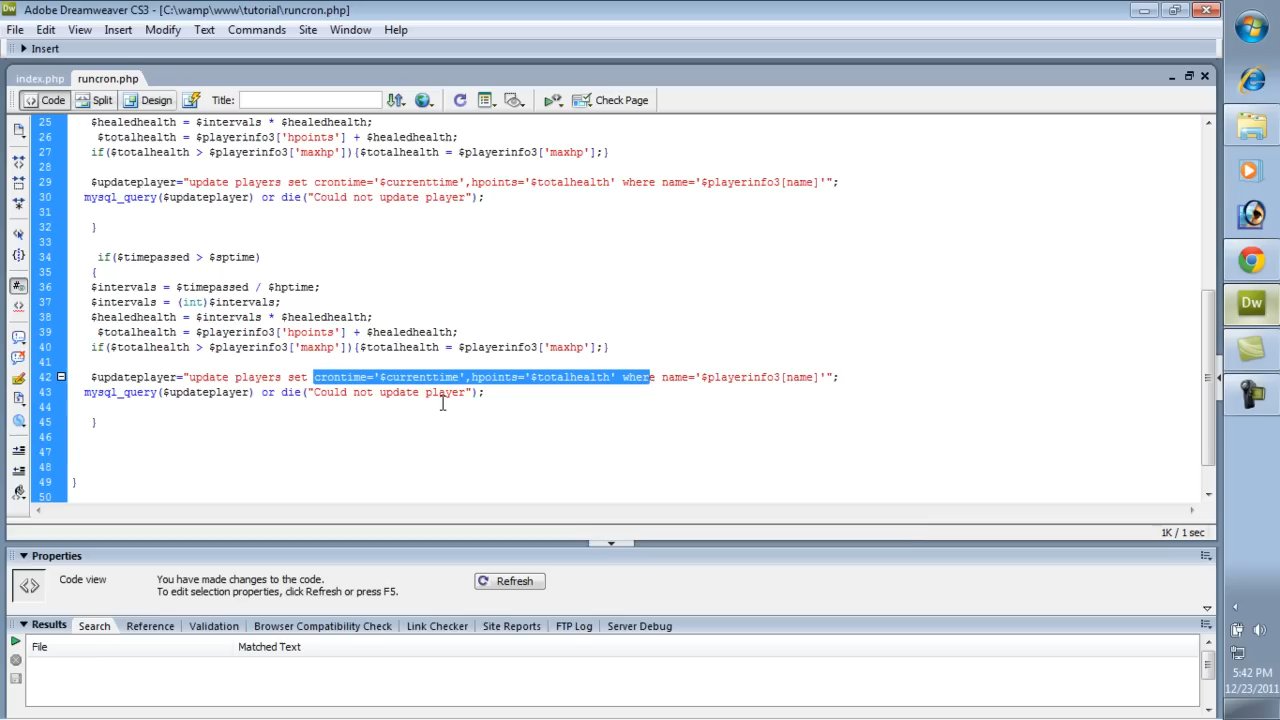 Dw Adobe Dreamweaver CS3 - [C:\wamp\www\tutorial\runcron.php]
File Edit View Insert Modify Text Commands Site Window Help
Insert
index.php runcron.php
Code Split Design Title: Check Page
25 $healedhealth = $intervals * $healedhealth;
26 $totalhealth = $playerinfo3['hpoints'] + $healedhealth;
27 if($totalhealth > $playerinfo3['maxhp']){$totalhealth = $playerinfo3['maxhp'];}
28
29 $updateplayer="update players set crontime='$currenttime',hpoints='$totalhealth' where name='$playerinfo3[name]'";
30 mysql_query($updateplayer) or die("Could not update player");
31
32 }
33
34 if($timepassed > $sptime)
35 {
36 $intervals = $timepassed / $hptime;
37 $intervals = (int)$intervals;
38 $healedhealth = $intervals * $healedhealth;
39 $totalhealth = $playerinfo3['hpoints'] + $healedhealth;
40 if($totalhealth > $playerinfo3['maxhp']){$totalhealth = $playerinfo3['maxhp'];}
41
42 $updateplayer="update players set crontime='$currenttime',hpoints='$totalhealth' where name='$playerinfo3[name]'";
43 mysql_query($updateplayer) or die("Could not update player");
44
45 }
46
47
48
49 }
50
1K / 1 sec
Properties
Code view You have made changes to the code.
To edit selection properties, click Refresh or press F5.
Refresh
Results Search Reference Validation Browser Compatibility Check Link Checker Site Reports FTP Log Server Debug
File Matched Text
Dw
5:42 PM
12/23/2011